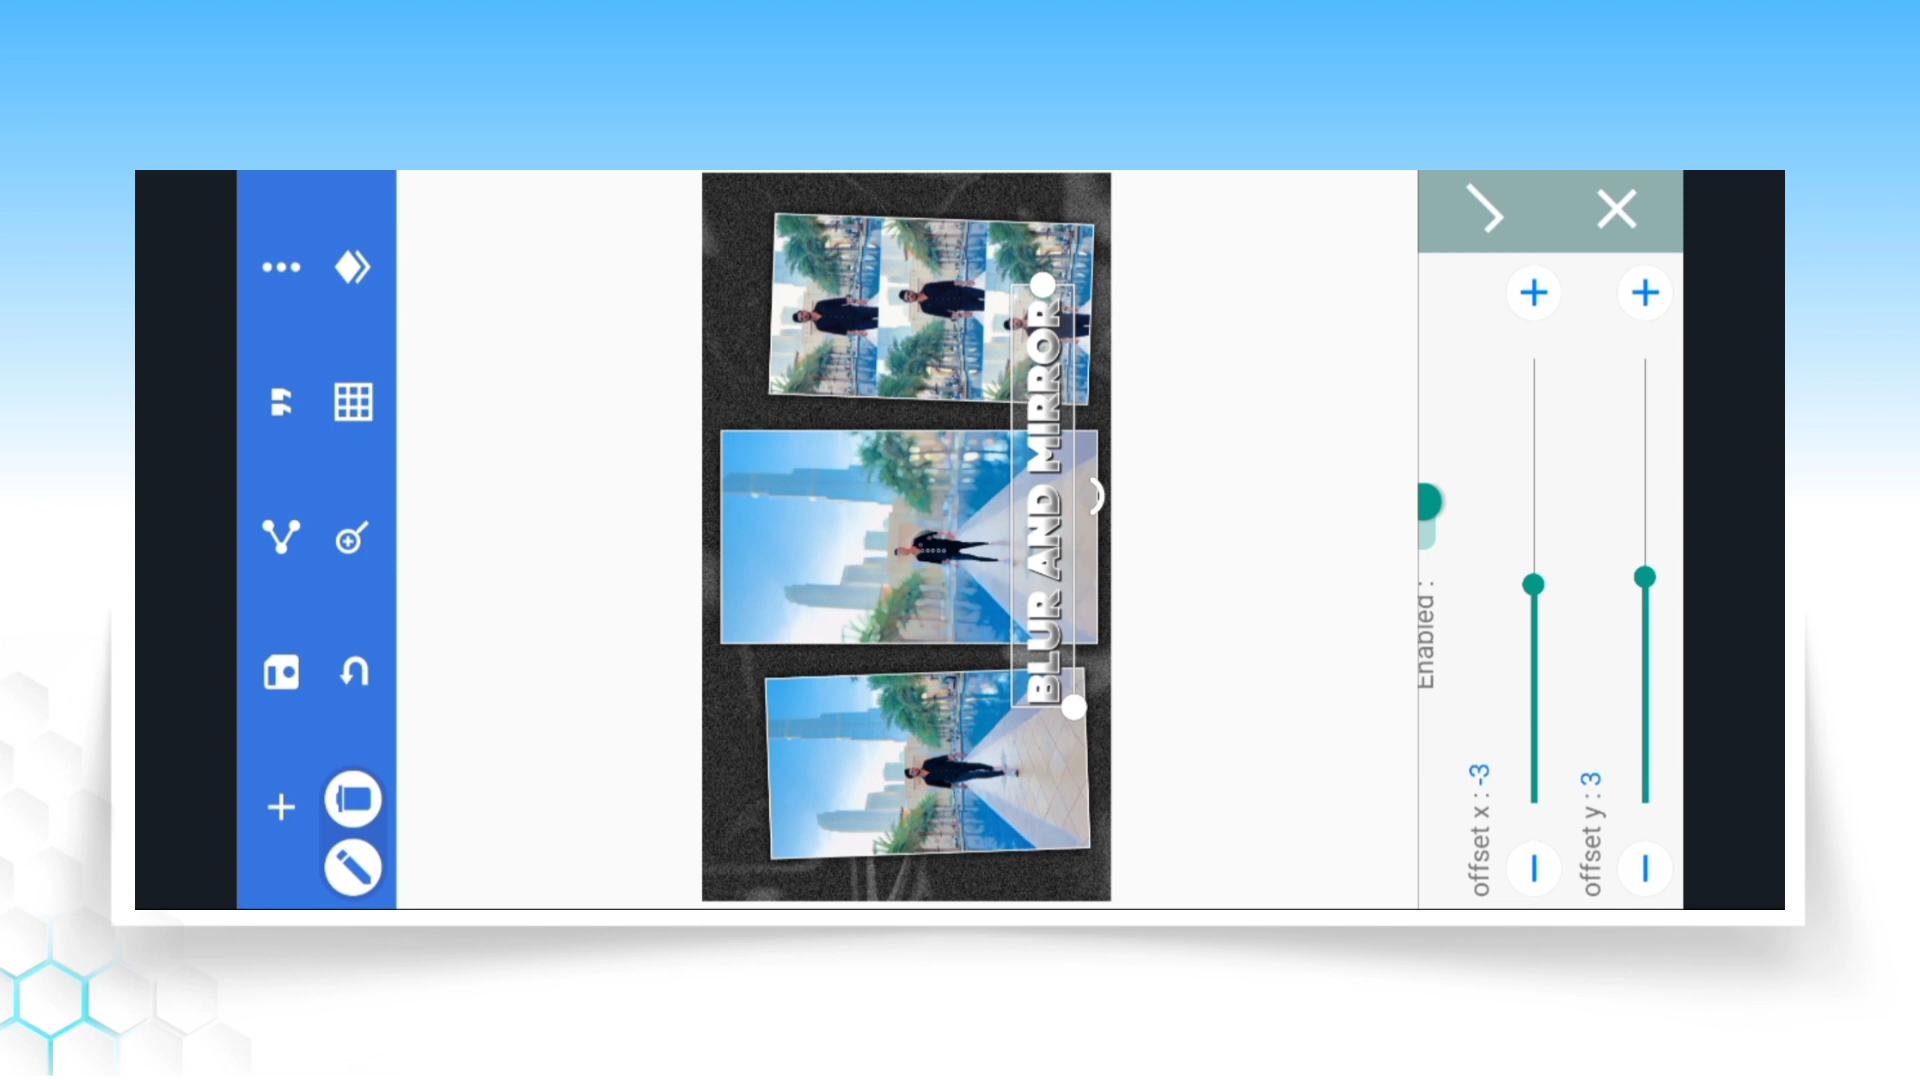 BLUR AND MIRROR
Enabled :
offset x : -3
offset y : 3